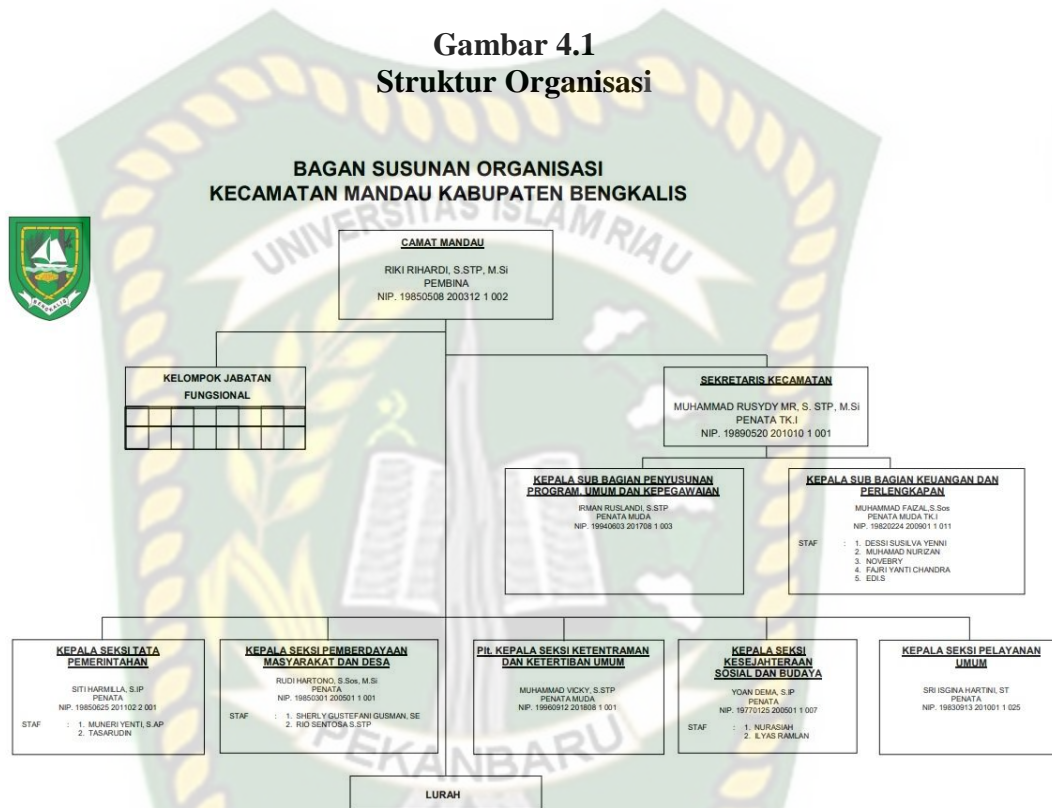 Gambar 4.1
Struktur Organisasi
BAGAN SUSUNAN ORGANISASI
KECAMATAN MANDAU KABUPATEN BENGKALIS
UNIVERSITAS ISLAM RIAU
BENGKALIS
CAMAT MANDAU
RIKI RIHARDI, S.STP, M.Si
PEMBINA
NIP. 19850508 200312 1 002
KELOMPOK JABATAN
FUNGSIONAL
SEKRETARIS KECAMATAN
MUHAMMAD RUSYDY MR, S. STP, M.Si
PENATA TK.I
NIP. 19890520 201010 1 001
KEPALA SUB BAGIAN PENYUSUNAN
PROGRAM, UMUM DAN KEPEGAWAIAN
IRMAN RUSLANDI, S.STP
PENATA MUDA
NIP. 19940603 201708 1 003
KEPALA SUB BAGIAN KEUANGAN DAN
PERLENGKAPAN
MUHAMMAD FAIZAL,S.Sos
PENATA MUDA TK.I
NIP. 19820224 200901 1 011
STAF : 1. DESSI SUSILVA YENNI
2. MUHAMAD NURIZAN
3. NOVEBRY
4. FAJRI YANTI CHANDRA
5. EDI.S
KEPALA SEKSI TATA
PEMERINTAHAN
SITI HARMILLA, S.IP
PENATA
NIP. 19850625 201102 2 001
STAF : 1. MUNERI YENTI, S.AP
2. TASARUDIN
KEPALA SEKSI PEMBERDAYAAN
MASYARAKAT DAN DESA
RUDI HARTONO, S.Sos, M.Si
PENATA
NIP. 19850301 200501 1 001
STAF : 1. SHERLY GUSTEFANI GUSMAN, SE
2. RIO SENTOSA S.STP
Plt. KEPALA SEKSI KETENTRAMAN
DAN KETERTIBAN UMUM
MUHAMMAD VICKY, S.STP
PENATA MUDA
NIP. 19960912 201808 1 001
KEPALA SEKSI
KESEJAHTERAAN
SOSIAL DAN BUDAYA
YOAN DEMA, S.IP
PENATA
NIP. 19770125 200501 1 007
STAF : 1. NURASIAH
2. ILYAS RAMLAN
KEPALA SEKSI PELAYANAN
UMUM
SRI ISGINA HARTINI, ST
PENATA
NIP. 19830913 201001 1 025
PEKANBARU
LURAH